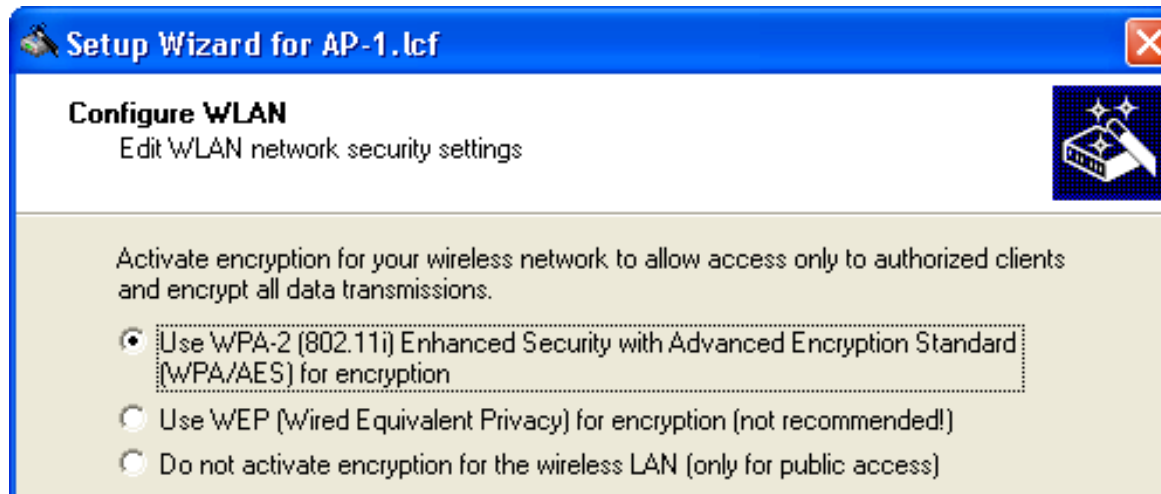 Setup Wizard for AP-1.lcf
Configure WLAN
Edit WLAN network security settings
Activate encryption for your wireless network to allow access only to authorized clients
and encrypt all data transmissions.
Use WPA-2 (802.11i) Enhanced Security with Advanced Encryption Standard
(WPA/AES) for encryption
Use WEP (Wired Equivalent Privacy) for encryption (not recommended!)
Do not activate encryption for the wireless LAN (only for public access)